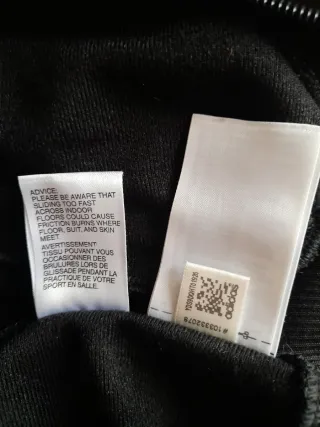 ADVICE:
PLEASE BE AWARE THAT
SLIDING TOO FAST
ACROSS INDOOR
FLOORS COULD CAUSE
FRICTION BURNS WHERE
FLOOR, SUIT, AND SKIN
MEET
AVERTISSEMENT
TISSU POUVANT VOUS
OCCASIONNER DES
BRULURES LORS DE
GLISSADE PENDANT LA
PRACTIQUE DE VOTRE
SPORT EN SALLE.
adidas